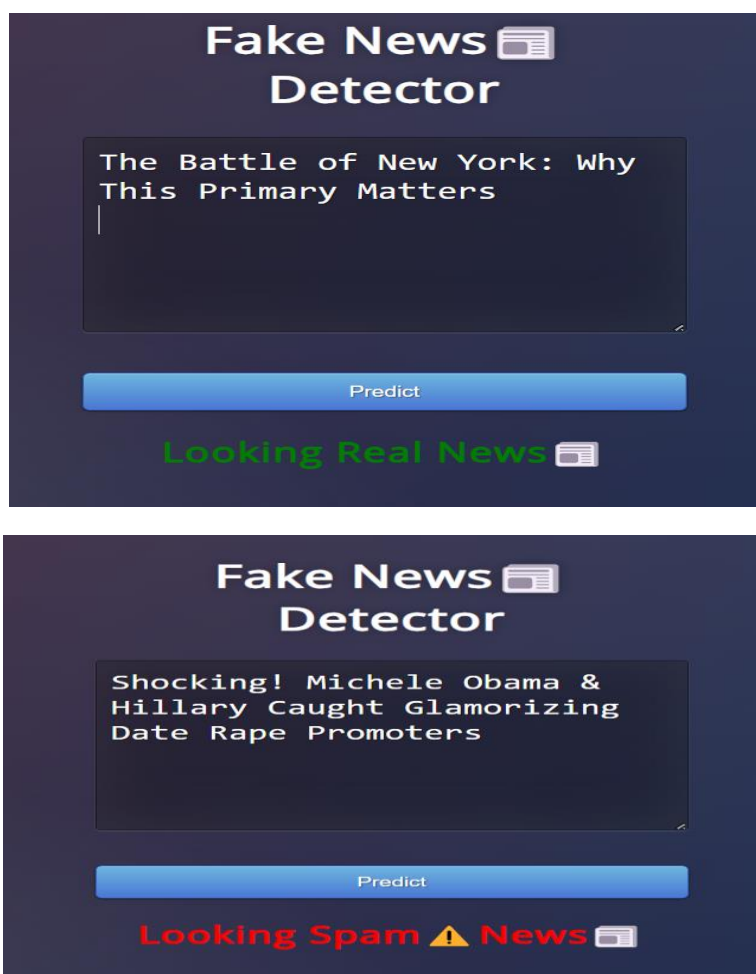 Fake News
Detector
The Battle of New York: Why
This Primary Matters
Predict
Looking Real News
Fake News
Detector
Shocking! Michele Obama &
Hillary Caught Glamorizing
Date Rape Promoters
Predict
Looking Spam ⚠ News